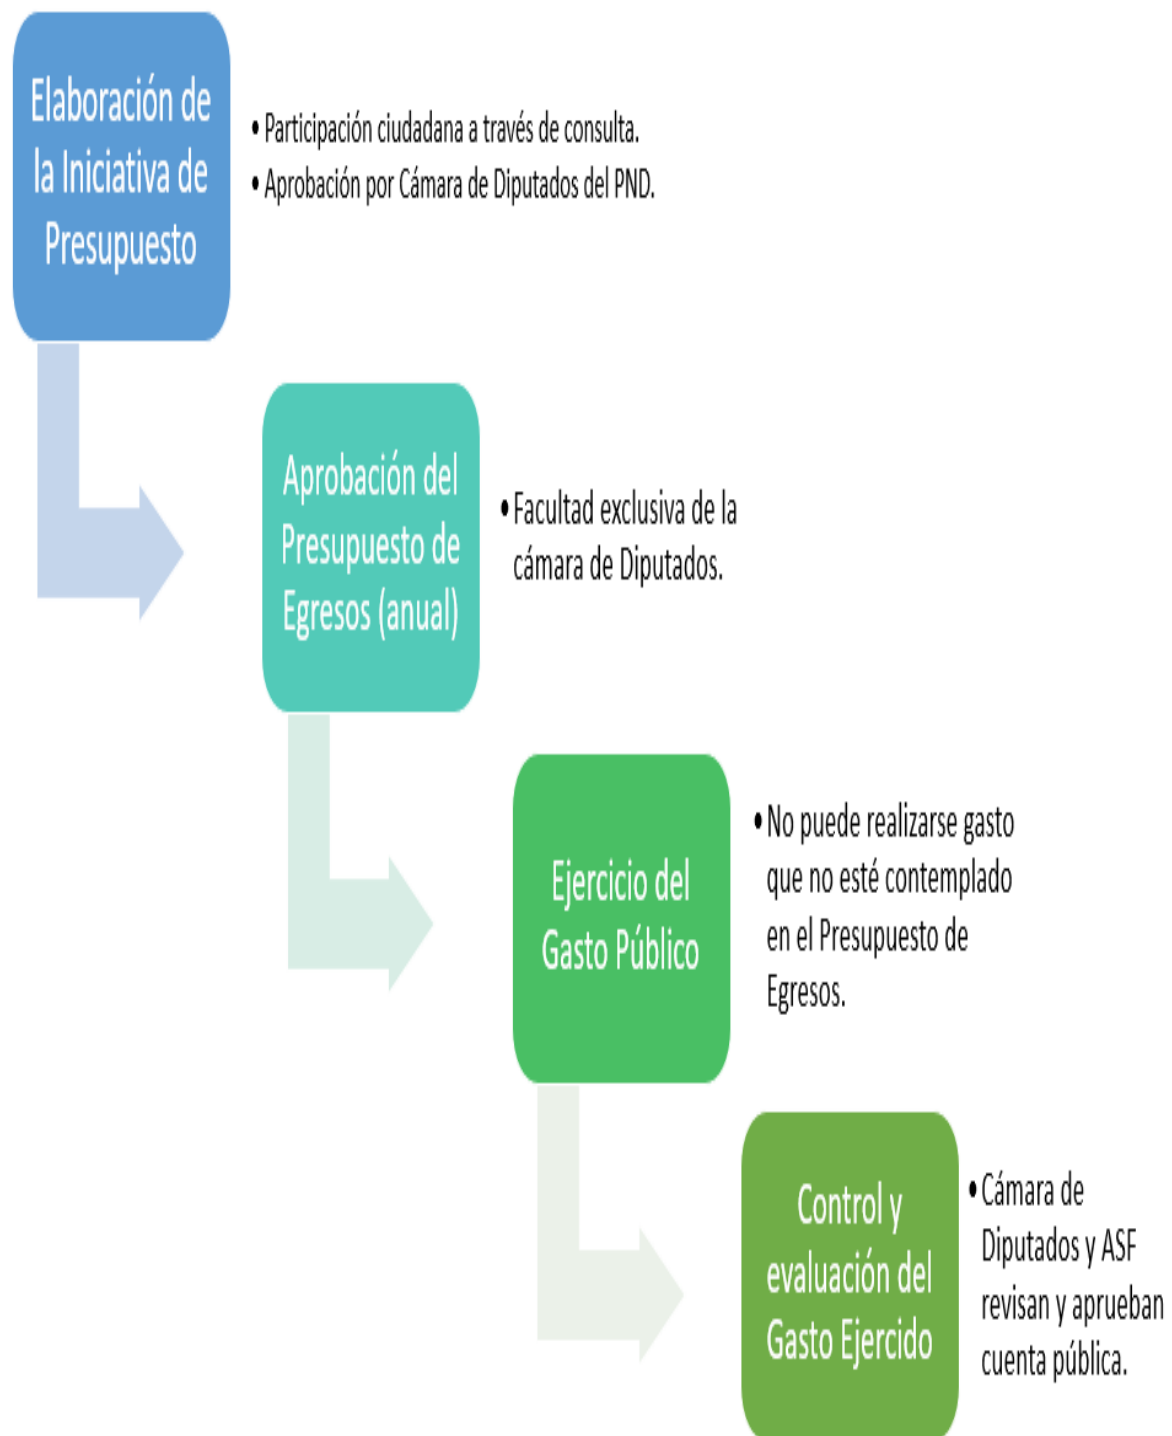 Elaboración de
la Iniciativa de
Presupuesto
• Participación ciudadana a través de consulta.
• Aprobación por Cámara de Diputados del PND.
Aprobación del
Presupuesto de
Egresos (anual)
• Facultad exclusiva de la
cámara de Diputados.
Ejercicio del
Gasto Público
• No puede realizarse gasto
que no esté contemplado
en el Presupuesto de
Egresos.
Control y
evaluación del
Gasto Ejercido
• Cámara de
Diputados y ASF
revisan y aprueban
cuenta pública.